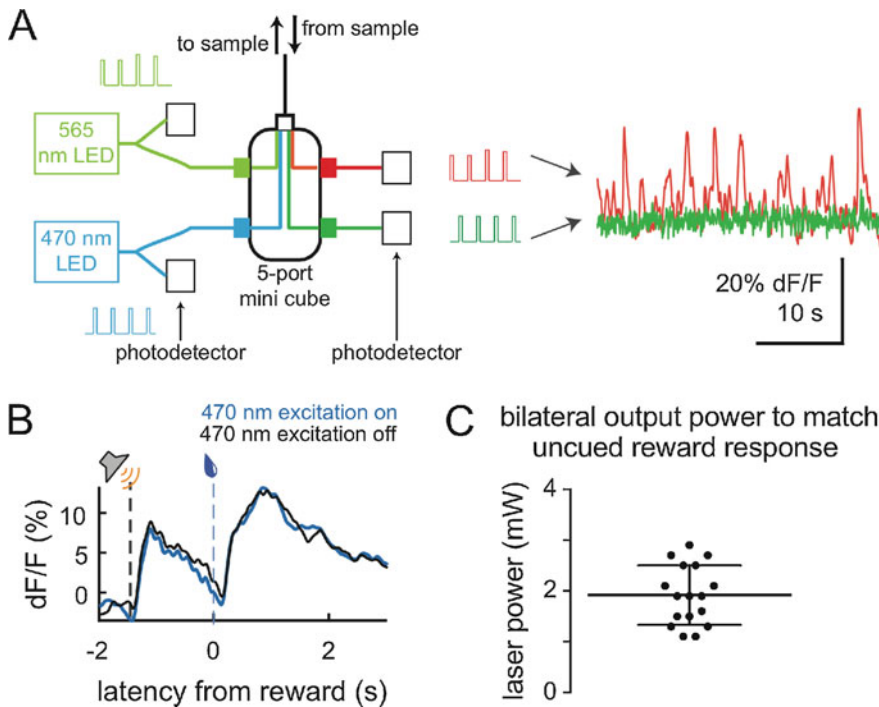 A
to sample
from sample
565
nm LED
470 nm
LED
5-port
mini cube
photodetector
photodetector
20% dF/F
10 s
B
470 nm excitation on
470 nm excitation off
dF/F (%)
10
5
0
-2
0
2
latency from reward (s)
C
bilateral output power to match
uncued reward response
laser power (mW)
4
2
0